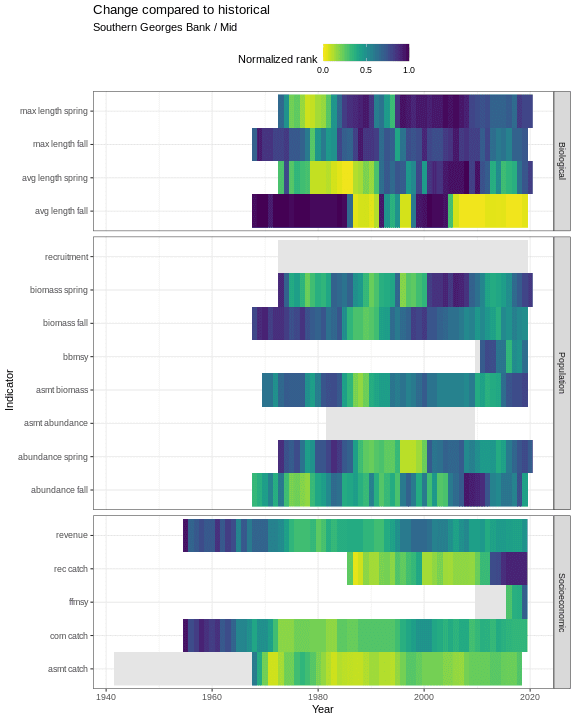 Change compared to historical
Southern Georges Bank / Mid
Normalized rank
0.0 0.5 1.0
max length spring
max length fall
avg length spring
avg length fall
Biological
recruitment
biomass spring
biomass fall
bbmsy
asmt biomass
asmt abundance
abundance spring
abundance fall
Population
revenue
rec catch
ffmsy
com catch
asmt catch
Socioeconomic
Indicator
1940 1960 1980 2000 2020
Year